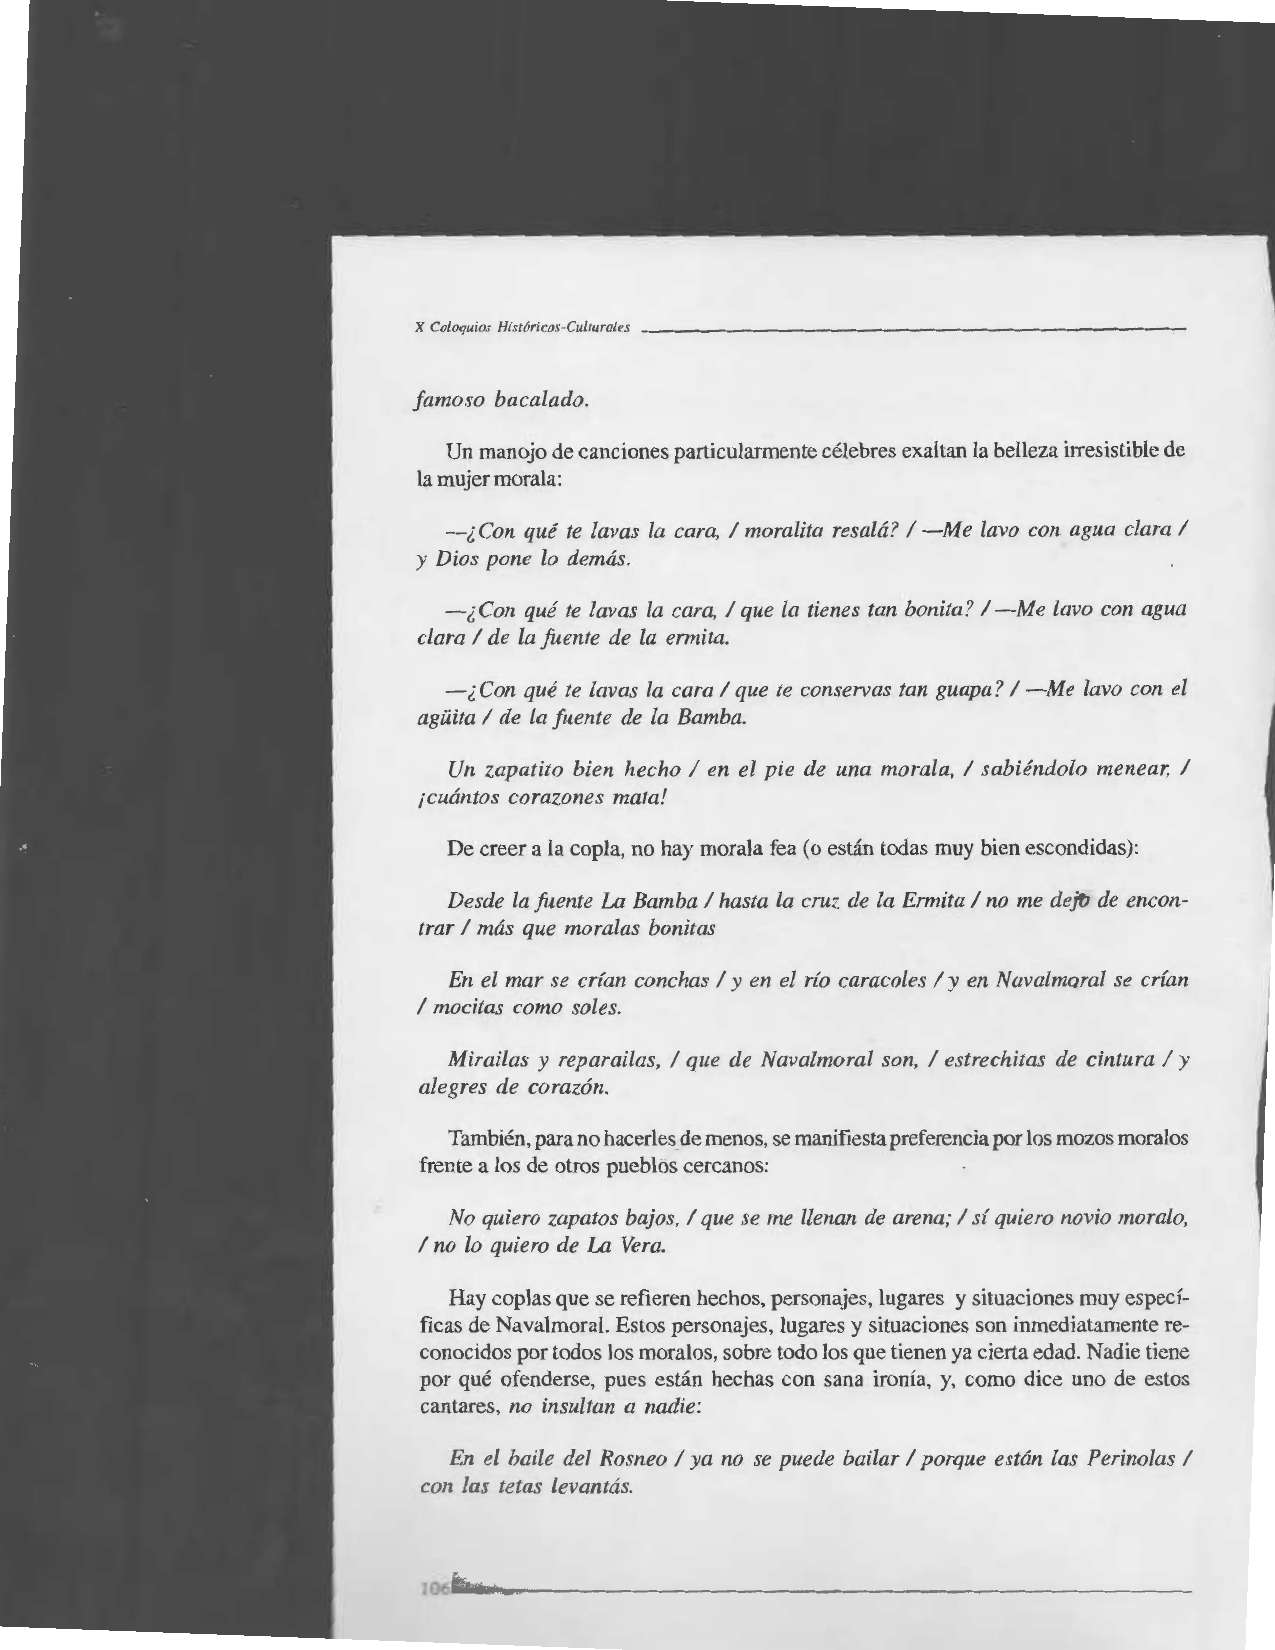 X Coloquios Históricos-Culturales
famoso bacalado.
Un manojo de canciones particularmente célebres exaltan la belleza irresistible de
la mujer morala:
—¿Con qué te lavas la cara, / moralita resalá? / —Me lavo con agua clara /
y Dios pone lo demás.
—¿Con qué te lavas la cara, / que la tienes tan bonita? / —Me lavo con agua
clara / de la fuente de la ermita.
—¿Con qué te lavas la cara / que te conservas tan guapa? / —Me lavo con el
agüita / de la fuente de la Bamba.
Un zapatito bien hecho / en el pie de una morala, / sabiéndolo menear, /
¡cuántos corazones mata!
De creer a la copla, no hay morala fea (o están todas muy bien escondidas):
Desde la fuente La Bamba / hasta la cruz de la Ermita / no me dejo de encon-
trar / más que moralas bonitas
En el mar se crían conchas / y en el río caracoles / y en Navalmoral se crían
/ mocitas como soles.
Mirailas y reparailas, / que de Navalmoral son, / estrechitas de cintura / y
alegres de corazón.
También, para no hacerles de menos, se manifiesta preferencia por los mozos moralos
frente a los de otros pueblos cercanos:
No quiero zapatos bajos, / que se me llenan de arena; / sí quiero novio moralo,
/ no lo quiero de La Vera.
Hay coplas que se refieren hechos, personajes, lugares y situaciones muy especí-
ficas de Navalmoral. Estos personajes, lugares y situaciones son inmediatamente re-
conocidos por todos los moralos, sobre todo los que tienen ya cierta edad. Nadie tiene
por qué ofenderse, pues están hechas con sana ironía, y, como dice uno de estos
cantares, no insultan a nadie:
En el baile del Rosneo / ya no se puede bailar / porque están las Perinolas /
con las tetas levantás.
106